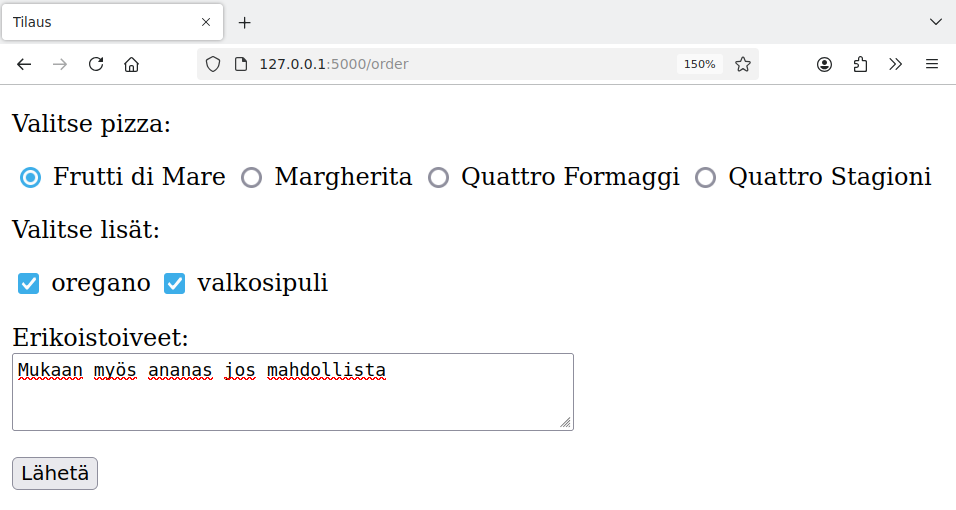 Tilaus
127.0.0.1:5000/order 150%
Valitse pizza:
Frutti di Mare Margherita Quattro Formaggi Quattro Stagioni
Valitse lisät:
oregano valkosipuli
Erikoistoiveet:
Mukaan myös ananas jos mahdollista
Lähetä